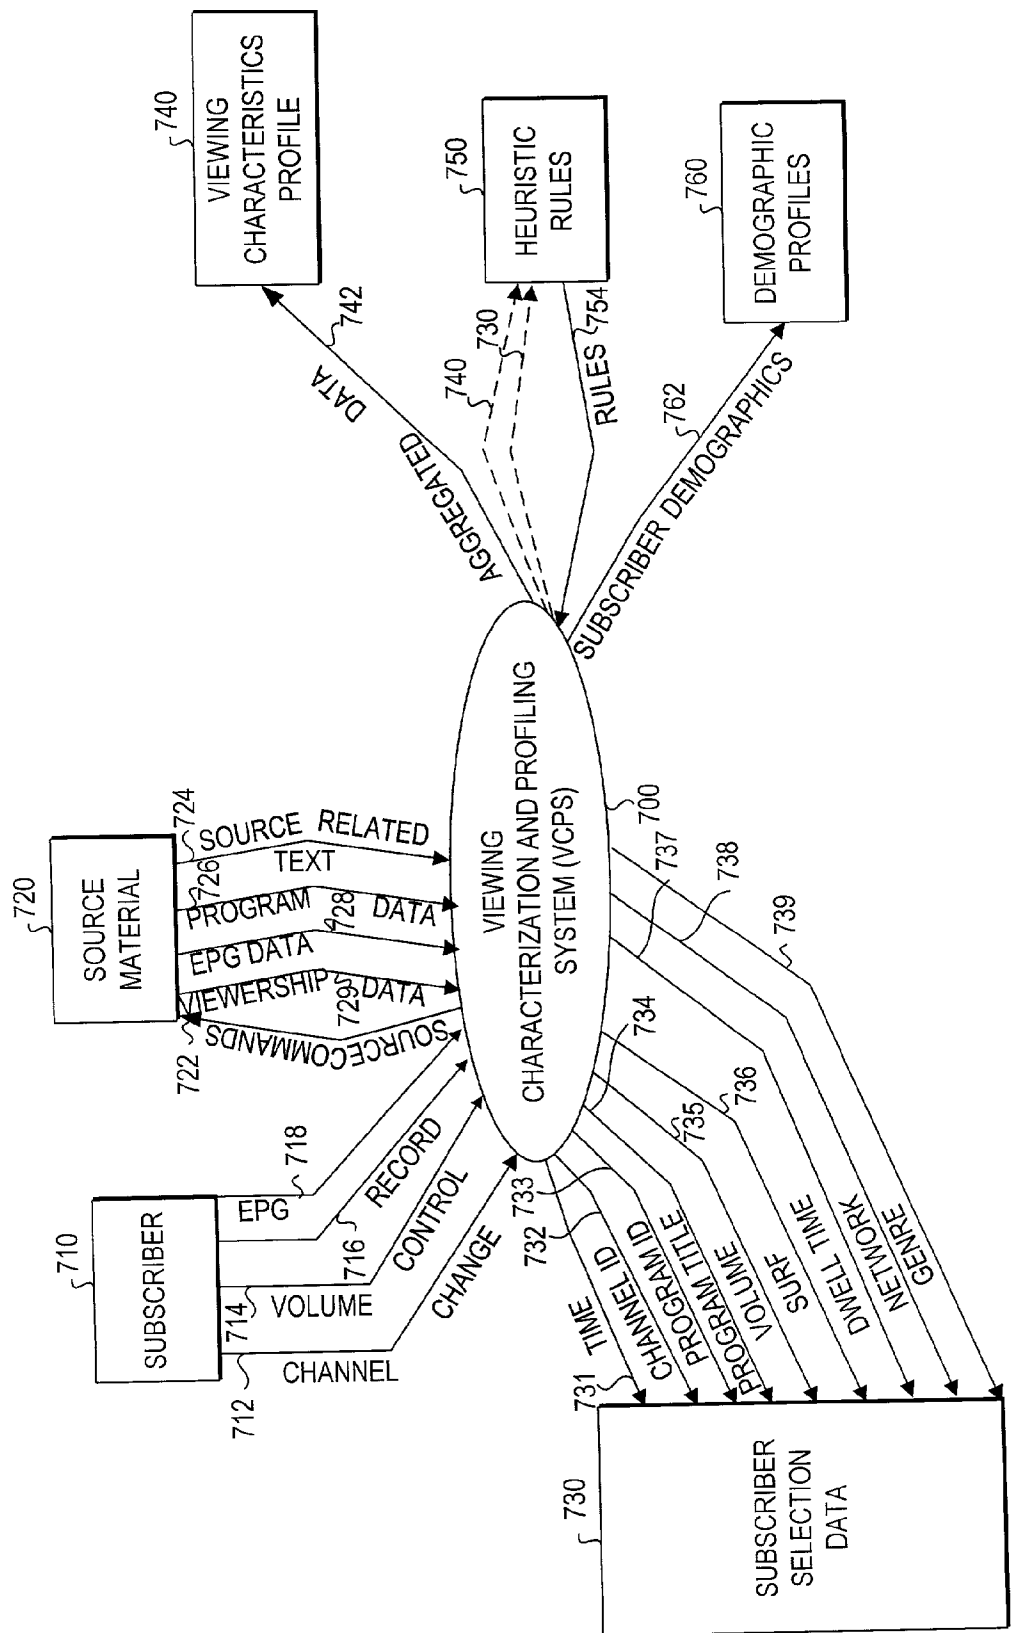 740
VIEWING
CHARACTERISTICS
PROFILE
742
AGGREGATED DATA
750
HEURISTIC
RULES
740
730
RULES 754
760
DEMOGRAPHIC
PROFILES
762
SUBSCRIBER DEMOGRAPHICS
720
SOURCE
MATERIAL
724
SOURCE RELATED
TEXT
726
PROGRAM DATA
728
EPG DATA
VIEWERSHIP DATA
729
722
SOURCE COMMANDS
VIEWING
CHARACTERIZATION AND PROFILING
SYSTEM (VCPS)
700
710
SUBSCRIBER
718
EPG
RECORD
716
VOLUME CONTROL
714
CHANNEL CHANGE
712
731
TIME
732
CHANNEL ID
733
PROGRAM ID
734
PROGRAM TITLE
735
VOLUME
736
SURF
737
DWELL TIME
738
NETWORK
739
GENRE
730
SUBSCRIBER
SELECTION
DATA